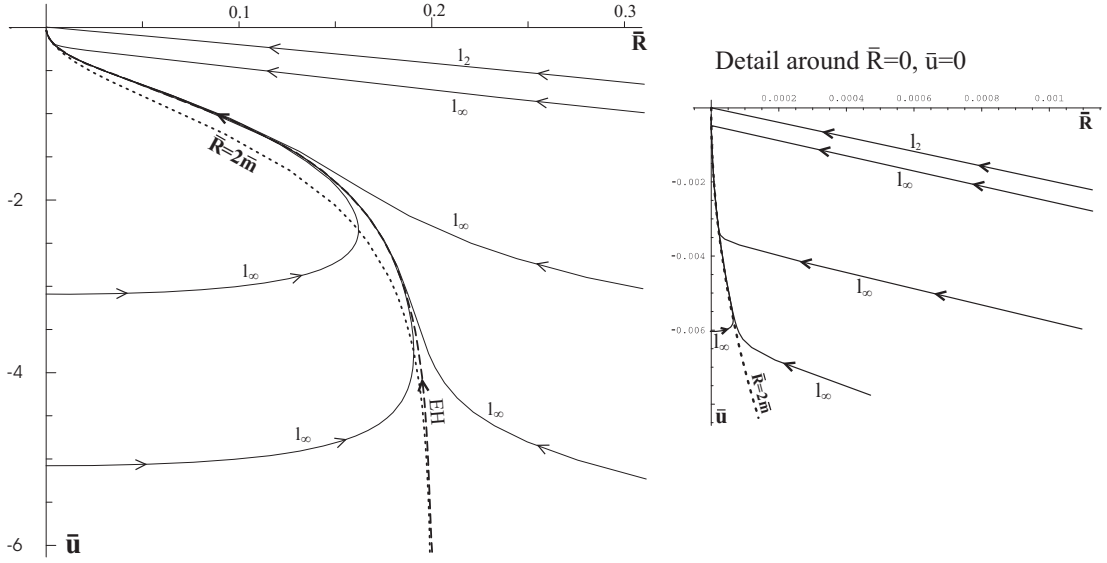 0.1
0.2
0.3
R̄
l₂
l∞
R̄=2m̄
-2
l∞
l∞
-4
EH
l∞
l∞
-6
ū
Detail around R̄=0, ū=0
0.0002
0.0004
0.0006
0.0008
0.001
R̄
l₂
l∞
-0.002
-0.004
l∞
-0.006
l∞
R̄=2m̄
l∞
ū